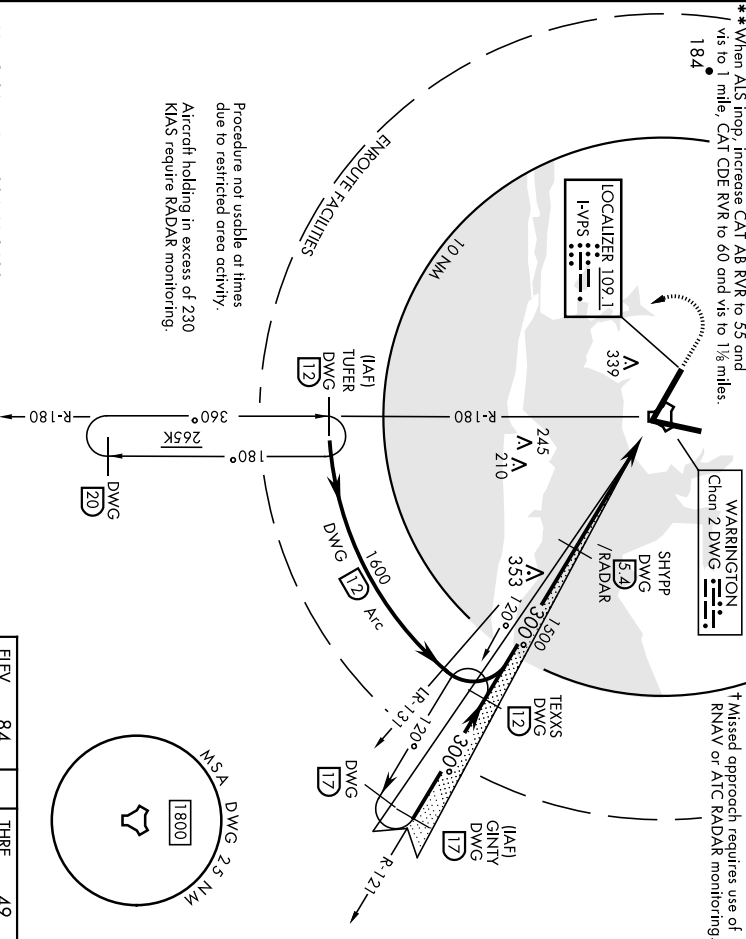 ** When ALS inop, increase CAT AB RVR to 55 and
vis to 1 mile, CAT CDE RVR to 60 and vis to 1⅛ miles.
† Missed approach requires use of
RNAV or ATC RADAR monitoring.
184
ENROUTE FACILITIES
10 NM
LOCALIZER 109.1
I-VPS
339
WARRINGTON
Chan 2 DWG
Procedure not usable at times
due to restricted area activity.
Aircraft holding in excess of 230
KIAS require RADAR monitoring.
(IAF)
TUFER
DWG
12
R-180
245
210
SHYPP
DWG
5.4
/RADAR
353
R-180
360°
265K
180°
DWG
20
1600
DWG 12 Arc
120°
300°
1500
TEXXS
DWG
12
LR-131
120°
300°
DWG
17
(IAF)
GINTY
DWG
17
R-121
MSA DWG 25 NM
1800
ELEV 84
THRE 49